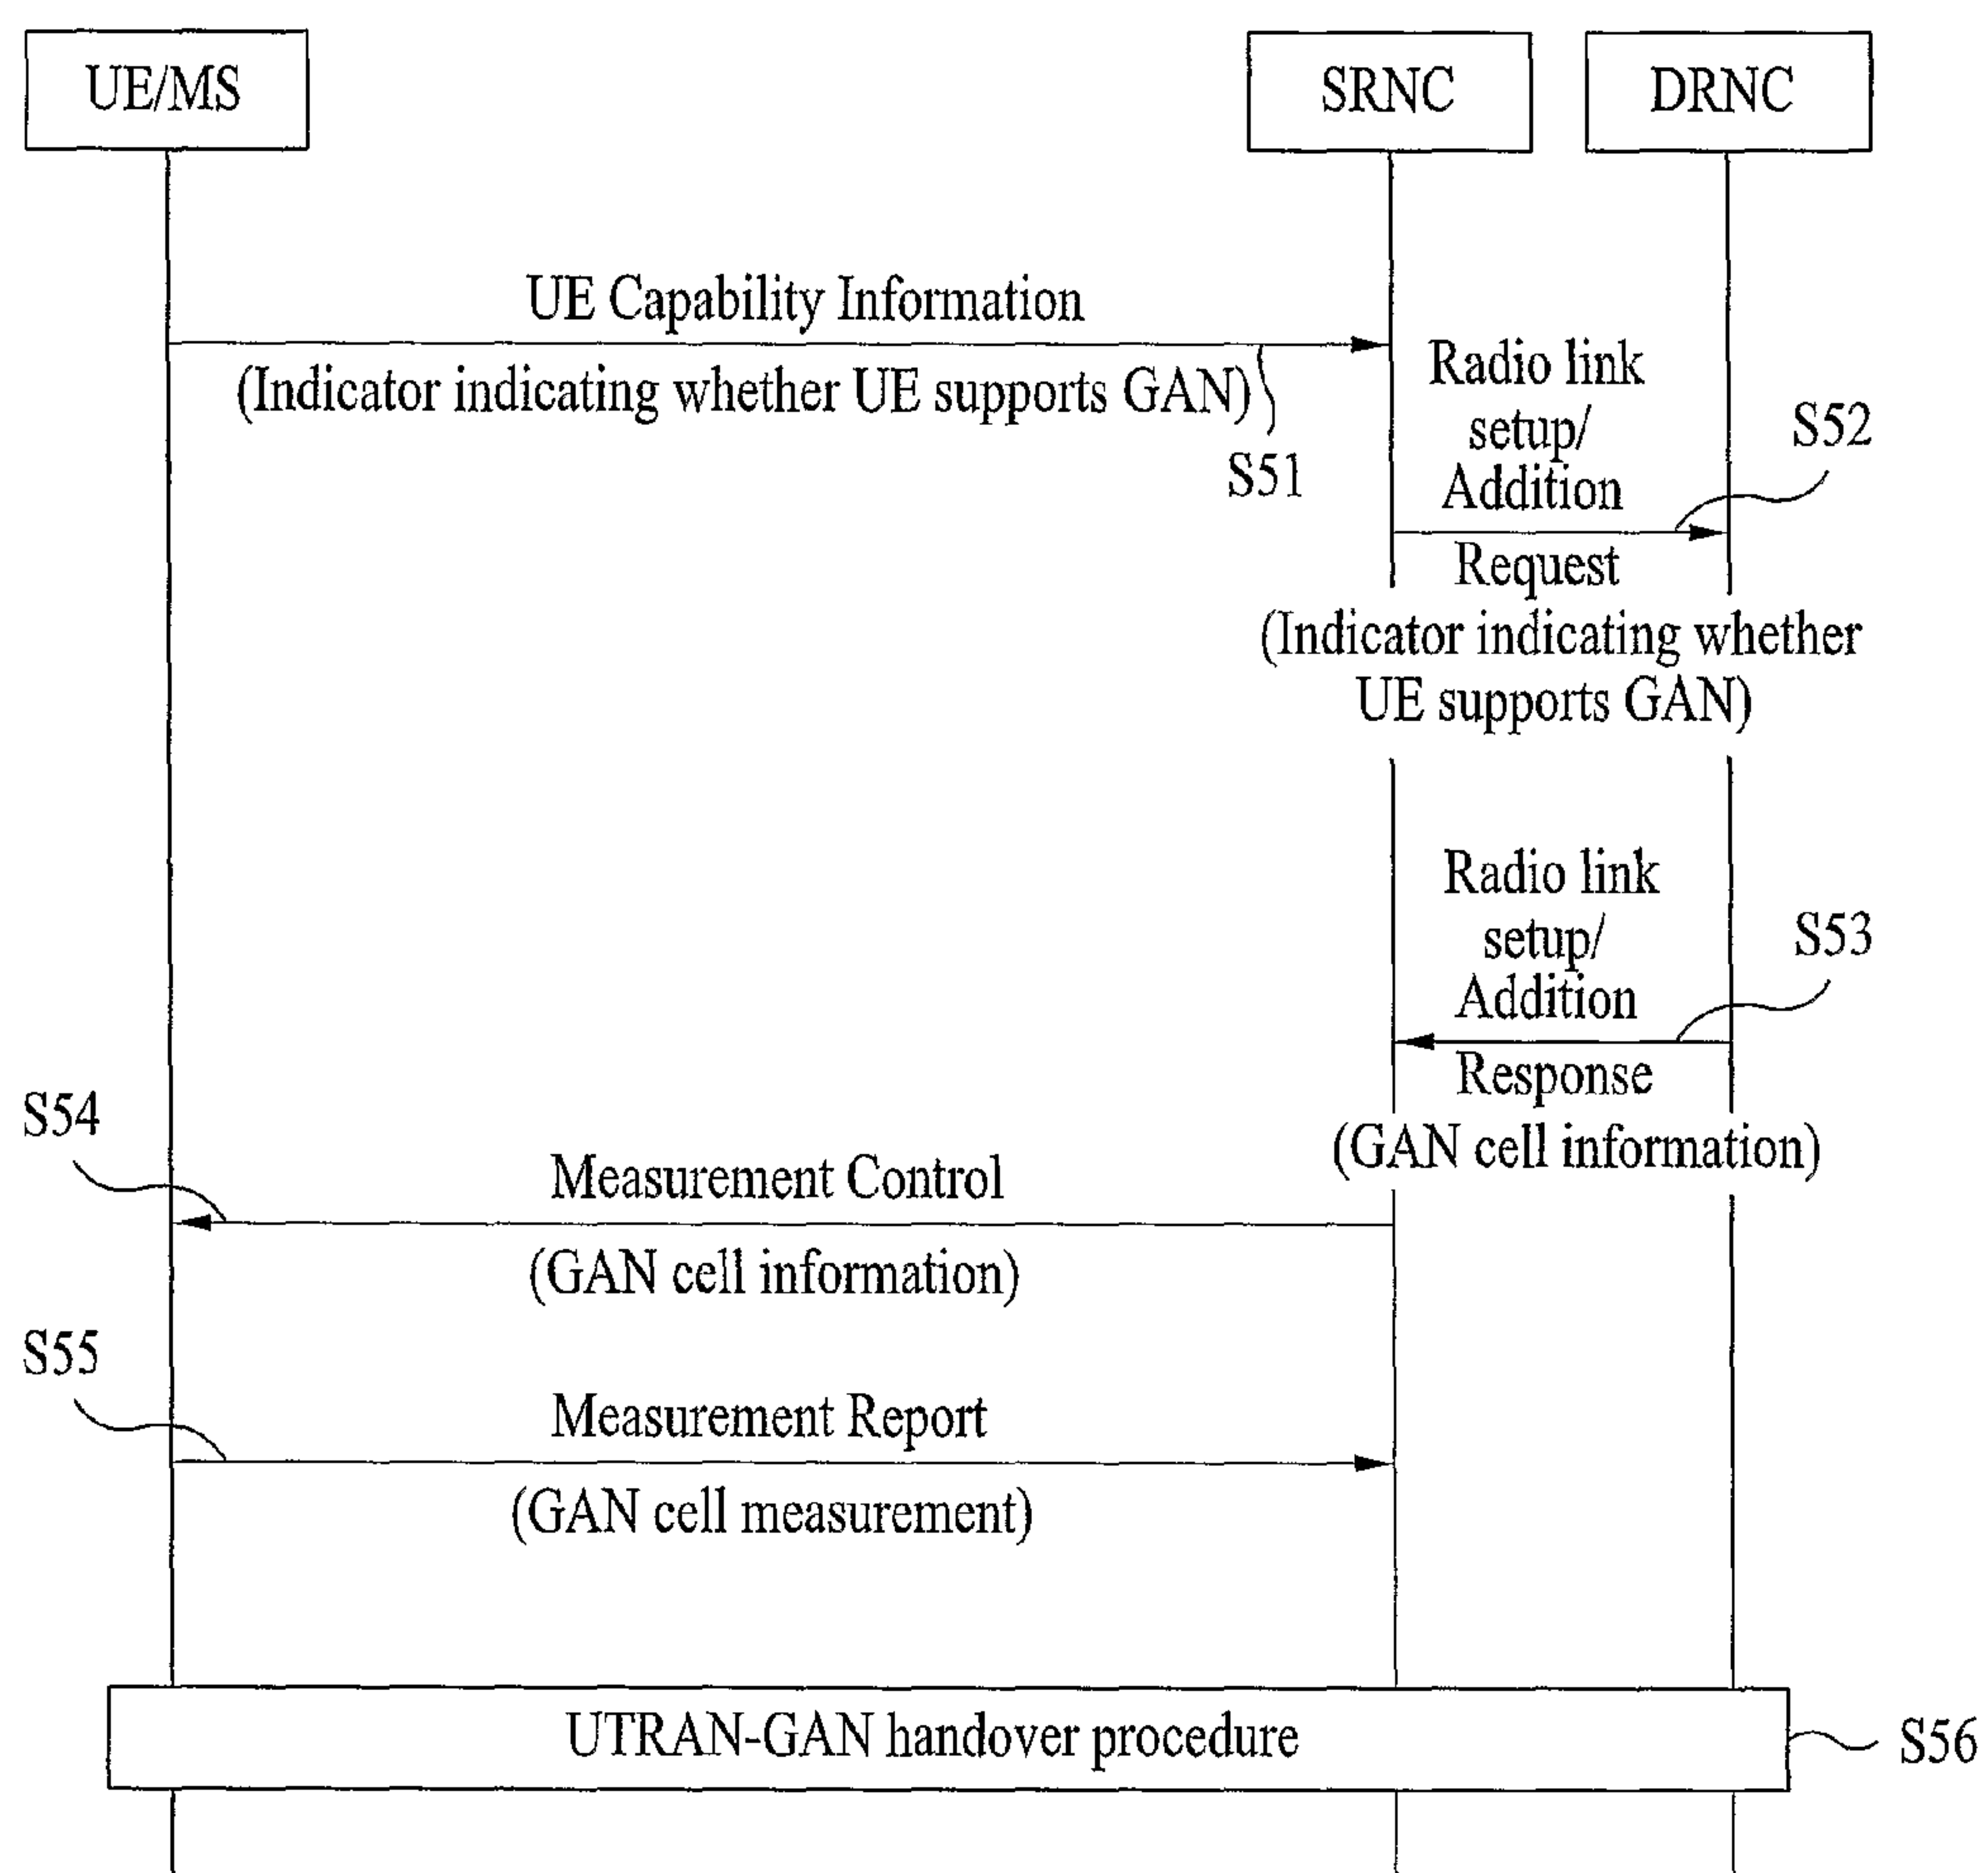 UE/MS
SRNC
DRNC
UE Capability Information
(Indicator indicating whether UE supports GAN)
S51
Radio link
setup/
Addition
S52
Request
(Indicator indicating whether
UE supports GAN)
Radio link
setup/
Addition
S53
Response
(GAN cell information)
S54
Measurement Control
(GAN cell information)
S55
Measurement Report
(GAN cell measurement)
UTRAN-GAN handover procedure
S56